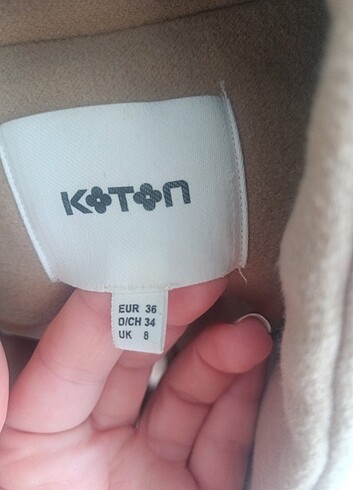 KOTON
EUR 36
D/CH 34
UK 8